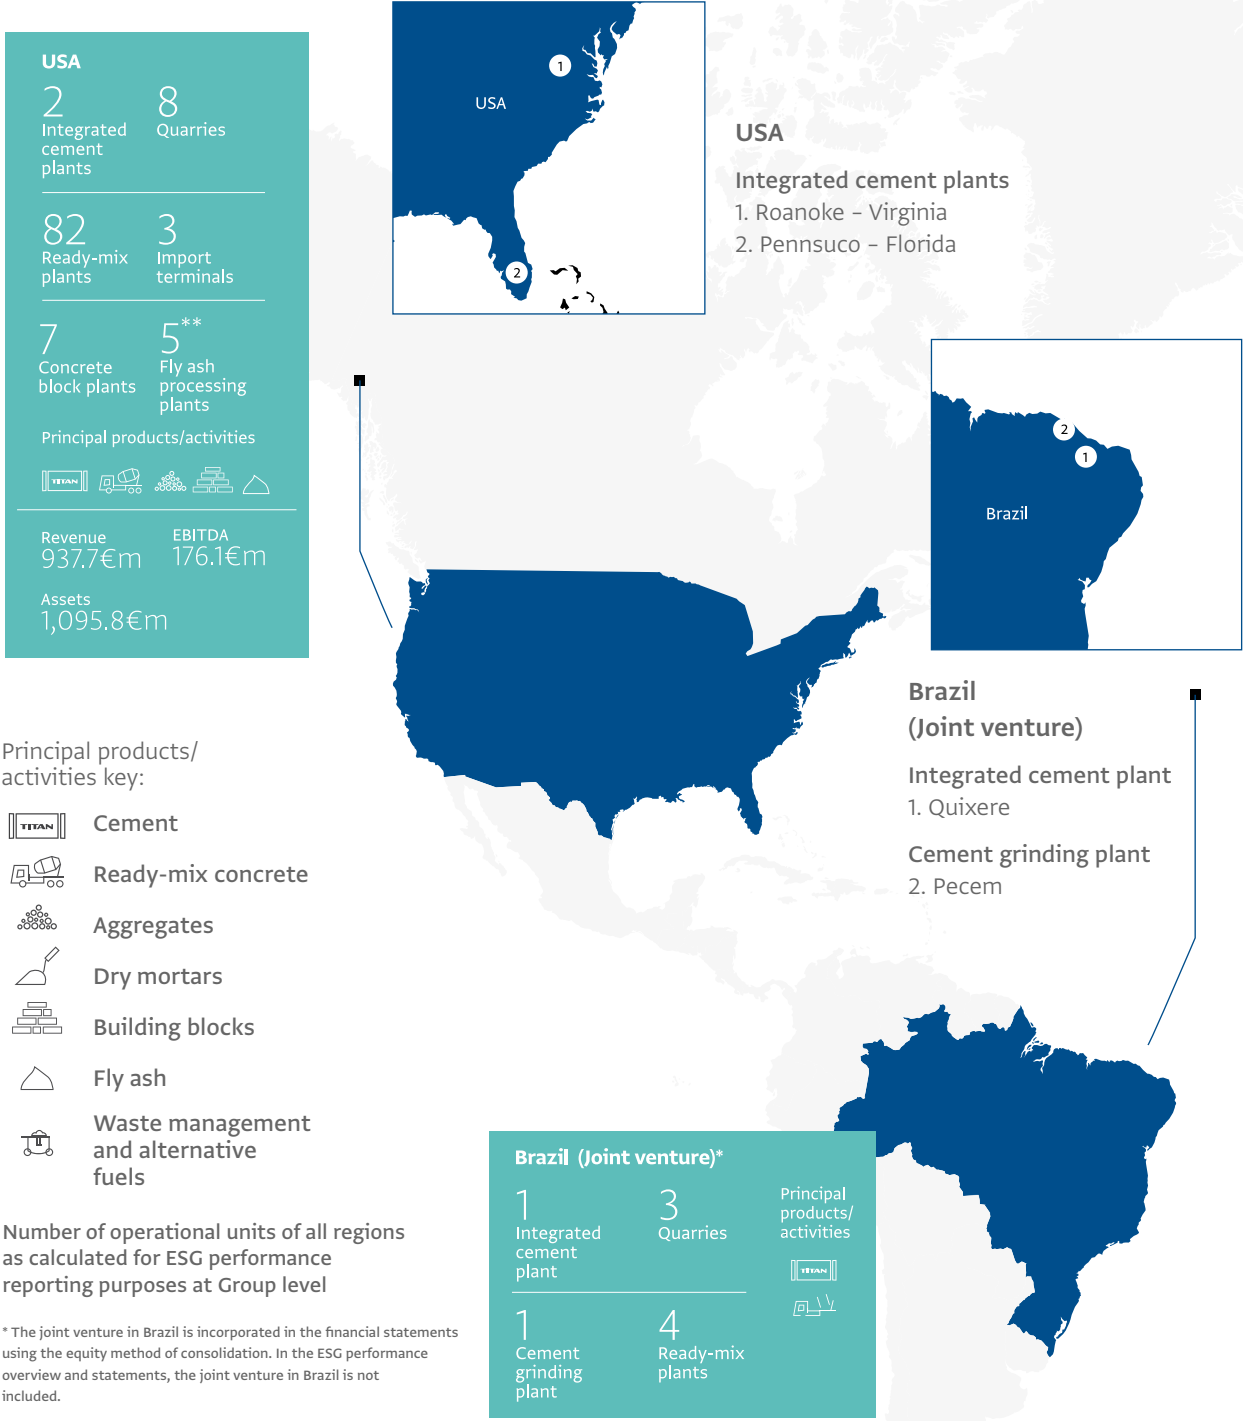 USA
2
Integrated
cement
plants
8
Quarries
82
Ready-mix
plants
3
Import
terminals
7
Concrete
block plants
5**
Fly ash
processing
plants
Principal products/activities
TITAN
Revenue
937.7€m
EBITDA
176.1€m
Assets
1,095.8€m
1
USA
2
USA
Integrated cement plants
1. Roanoke – Virginia
2. Pennsuco – Florida
2
1
Brazil
Brazil
(Joint venture)
Integrated cement plant
1. Quixere
Cement grinding plant
2. Pecem
Principal products/
activities key:
TITAN
Cement
Ready-mix concrete
Aggregates
Dry mortars
Building blocks
Fly ash
Waste management
and alternative
fuels
Number of operational units of all regions
as calculated for ESG performance
reporting purposes at Group level
* The joint venture in Brazil is incorporated in the financial statements
using the equity method of consolidation. In the ESG performance
overview and statements, the joint venture in Brazil is not
included.
Brazil (Joint venture)*
1
Integrated
cement
plant
3
Quarries
1
Cement
grinding
plant
4
Ready-mix
plants
Principal
products/
activities
TITAN